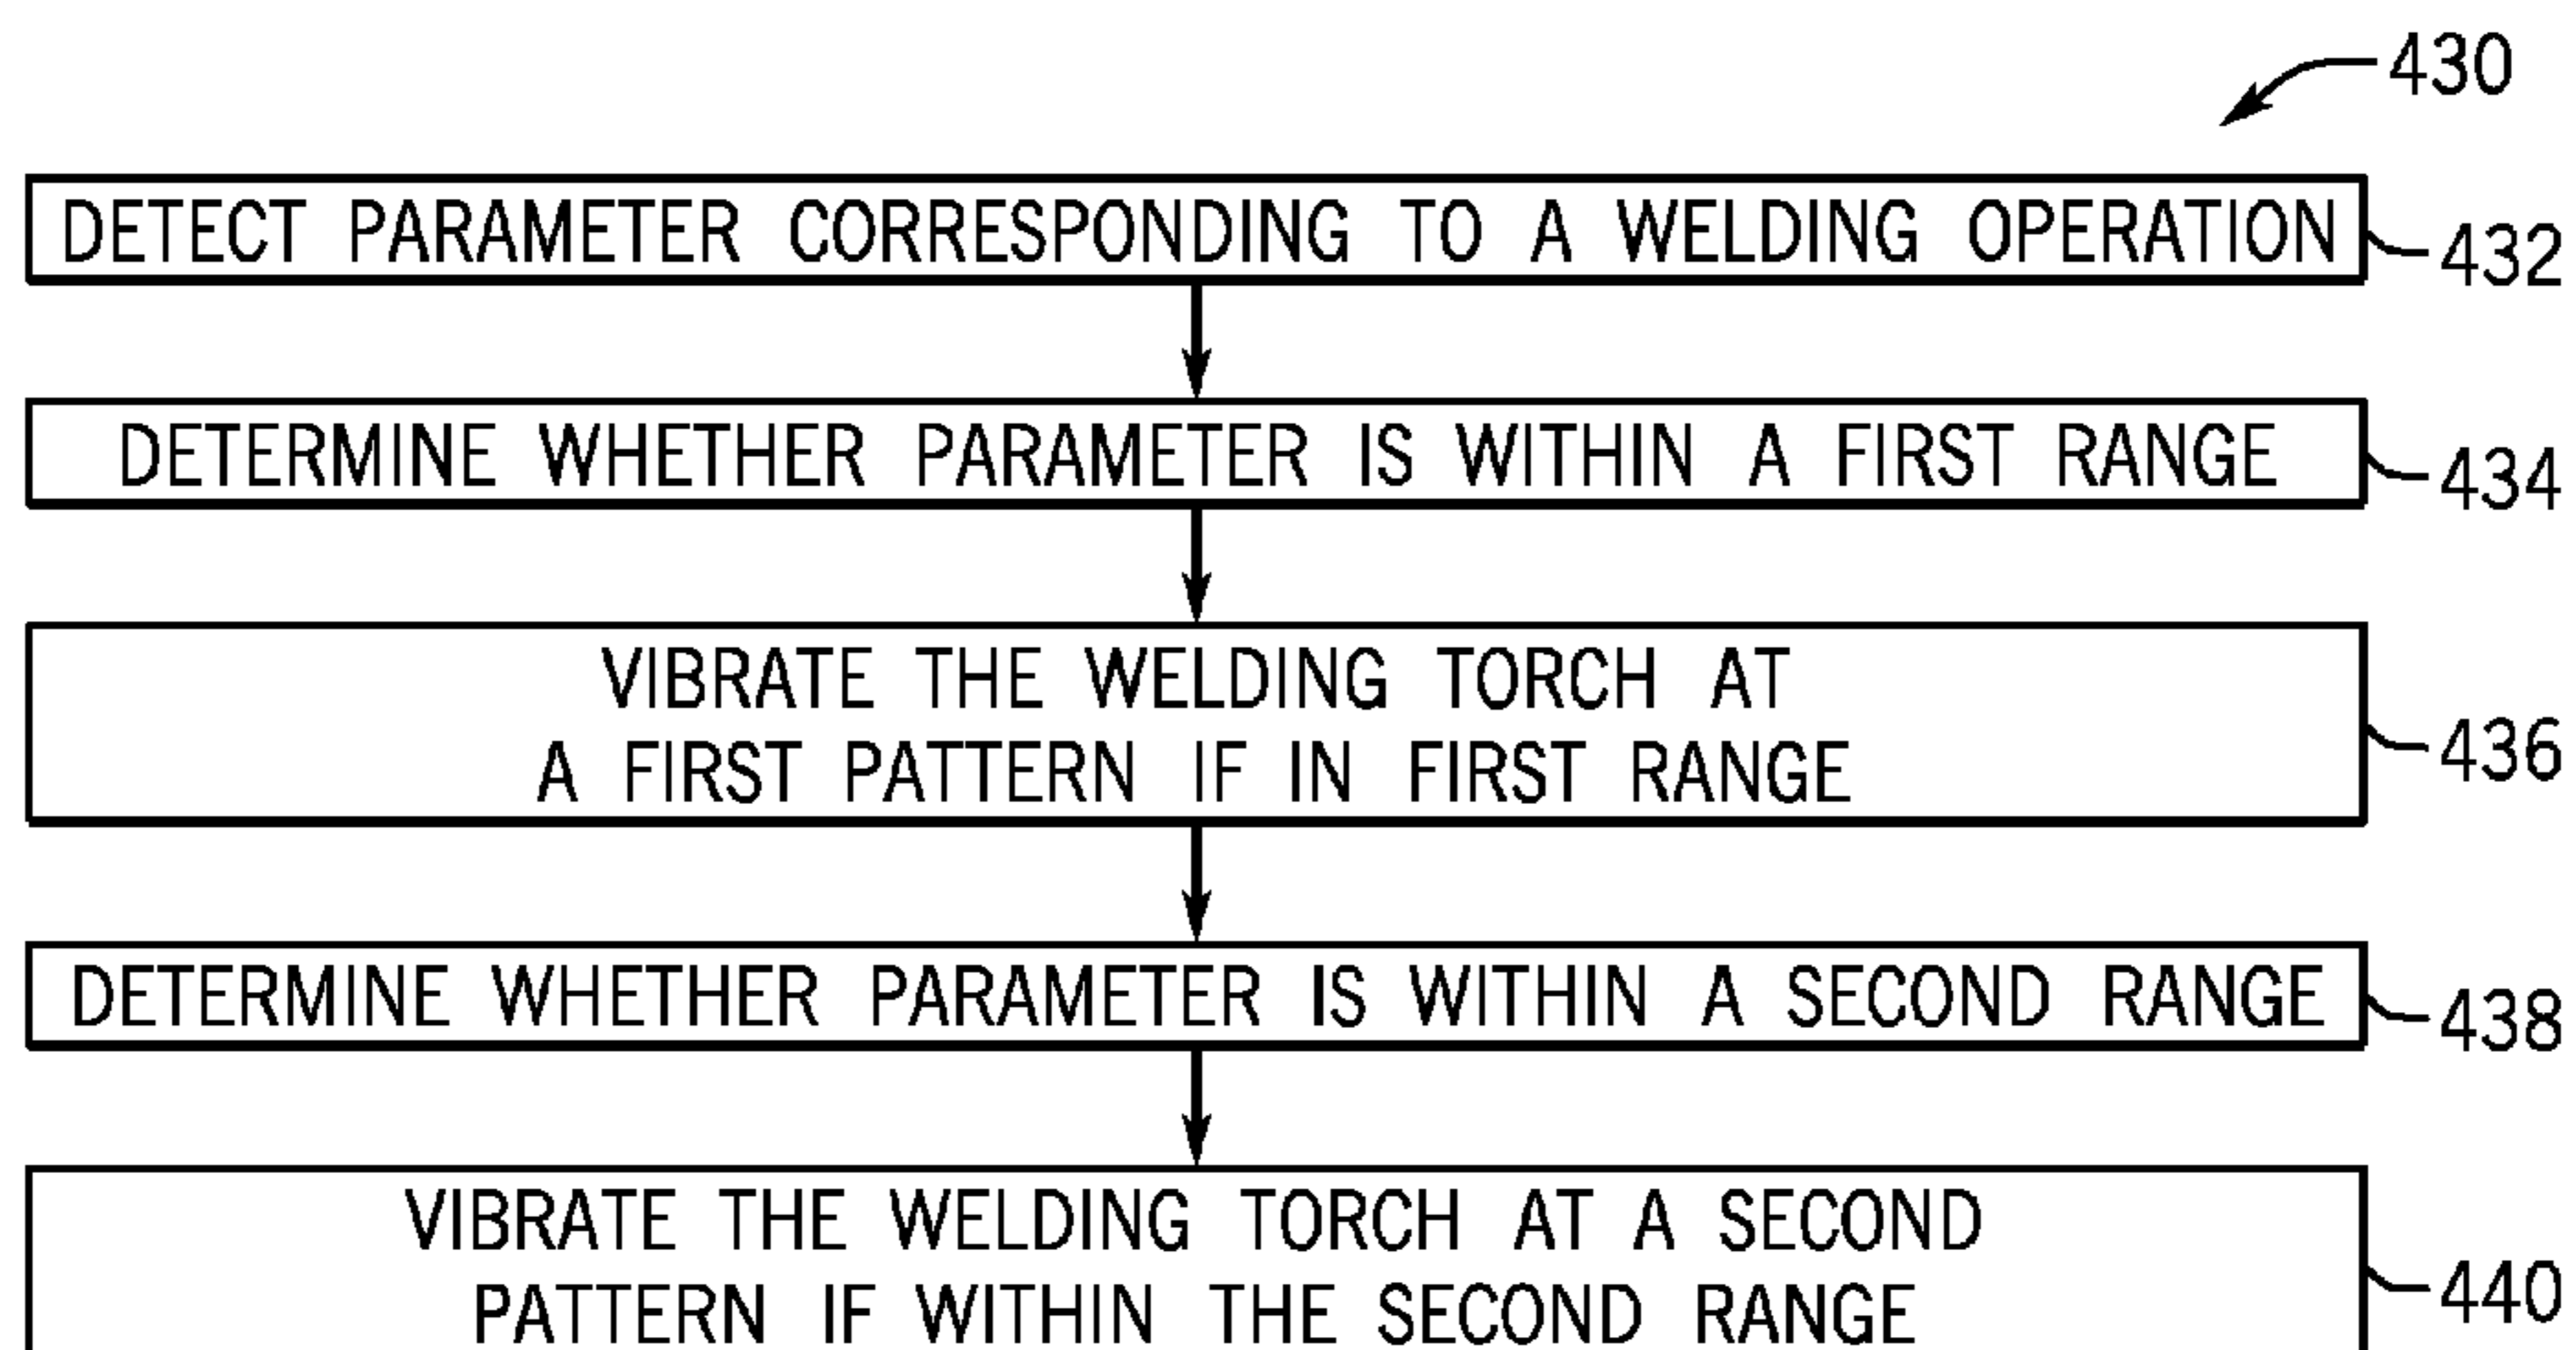 430
DETECT PARAMETER CORRESPONDING TO A WELDING OPERATION
432
DETERMINE WHETHER PARAMETER IS WITHIN A FIRST RANGE
434
VIBRATE THE WELDING TORCH AT
A FIRST PATTERN IF IN FIRST RANGE
436
DETERMINE WHETHER PARAMETER IS WITHIN A SECOND RANGE
438
VIBRATE THE WELDING TORCH AT A SECOND
PATTERN IF WITHIN THE SECOND RANGE
440